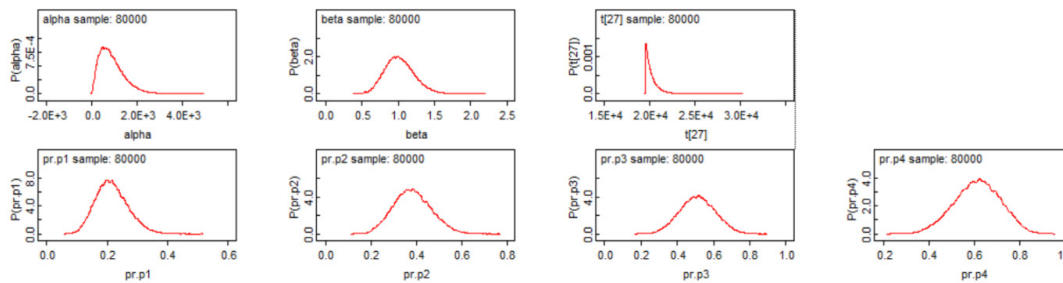 alpha sample: 80000
P(alpha)
0.0 7.5E-4
-2.0E+3 0.0 2.0E+3 4.0E+3
alpha
beta sample: 80000
P(beta)
0.0 2.0
0.0 0.5 1.0 1.5 2.0 2.5
beta
t[27] sample: 80000
P(t[27])
0.0 0.001
1.5E+4 2.0E+4 2.5E+4 3.0E+4
t[27]
pr.p1 sample: 80000
P(pr.p1)
0.0 4.0 8.0
0.0 0.2 0.4 0.6
pr.p1
pr.p2 sample: 80000
P(pr.p2)
0.0 4.0
0.0 0.2 0.4 0.6 0.8
pr.p2
pr.p3 sample: 80000
P(pr.p3)
0.0 4.0
0.0 0.2 0.4 0.6 0.8 1.0
pr.p3
pr.p4 sample: 80000
P(pr.p4)
0.0 2.0 4.0
0.2 0.4 0.6 0.8
pr.p4